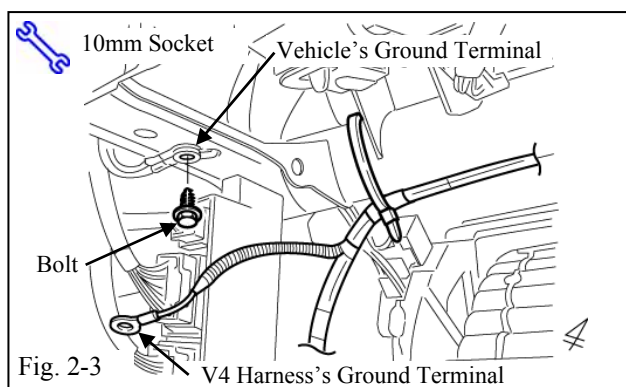 10mm Socket
Vehicle's Ground Terminal
Bolt
Fig. 2-3
V4 Harness's Ground Terminal